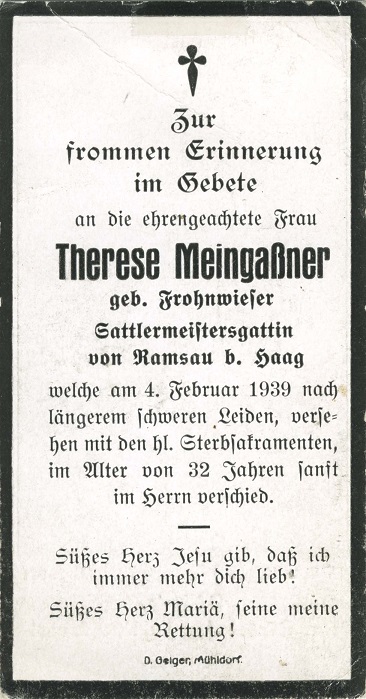 Zur
frommen Erinnerung
im Gebete
an die ehrengeachtete Frau
Therese Meingaßner
geb. Frohnwieser
Sattlermeistersgattin
von Ramsau b. Haag
welche am 4. Februar 1939 nach
längerem schweren Leiden, verse-
hen mit den hl. Sterbsakramenten,
im Alter von 32 Jahren sanft
im Herrn verschied.
Süßes Herz Jesu gib, daß ich
immer mehr dich lieb!
Süßes Herz Mariä, seine meine
Rettung!
D. Geiger, Mühldorf.